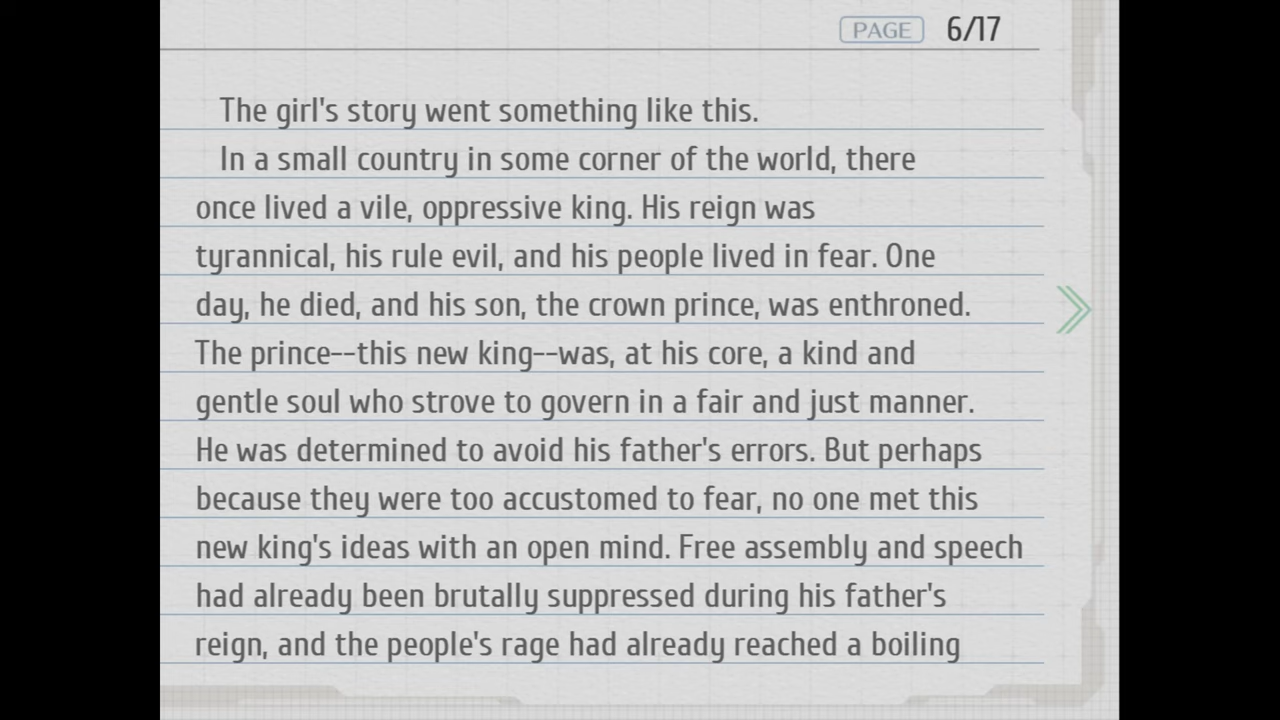 PAGE 6/17
The girl's story went something like this.
In a small country in some corner of the world, there
once lived a vile, oppressive king. His reign was
tyrannical, his rule evil, and his people lived in fear. One
day, he died, and his son, the crown prince, was enthroned.
The prince--this new king--was, at his core, a kind and
gentle soul who strove to govern in a fair and just manner.
He was determined to avoid his father's errors. But perhaps
because they were too accustomed to fear, no one met this
new king's ideas with an open mind. Free assembly and speech
had already been brutally suppressed during his father's
reign, and the people's rage had already reached a boiling